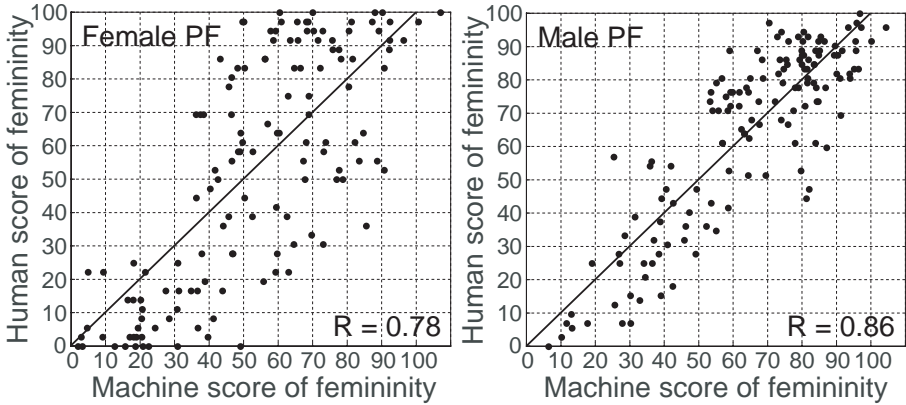 Female PF
Human score of femininity
100
90
80
70
60
50
40
30
20
10
0
R = 0.78
0 10 20 30 40 50 60 70 80 90 100
Machine score of femininity
Male PF
Human score of femininity
100
90
80
70
60
50
40
30
20
10
0
R = 0.86
0 10 20 30 40 50 60 70 80 90 100
Machine score of femininity